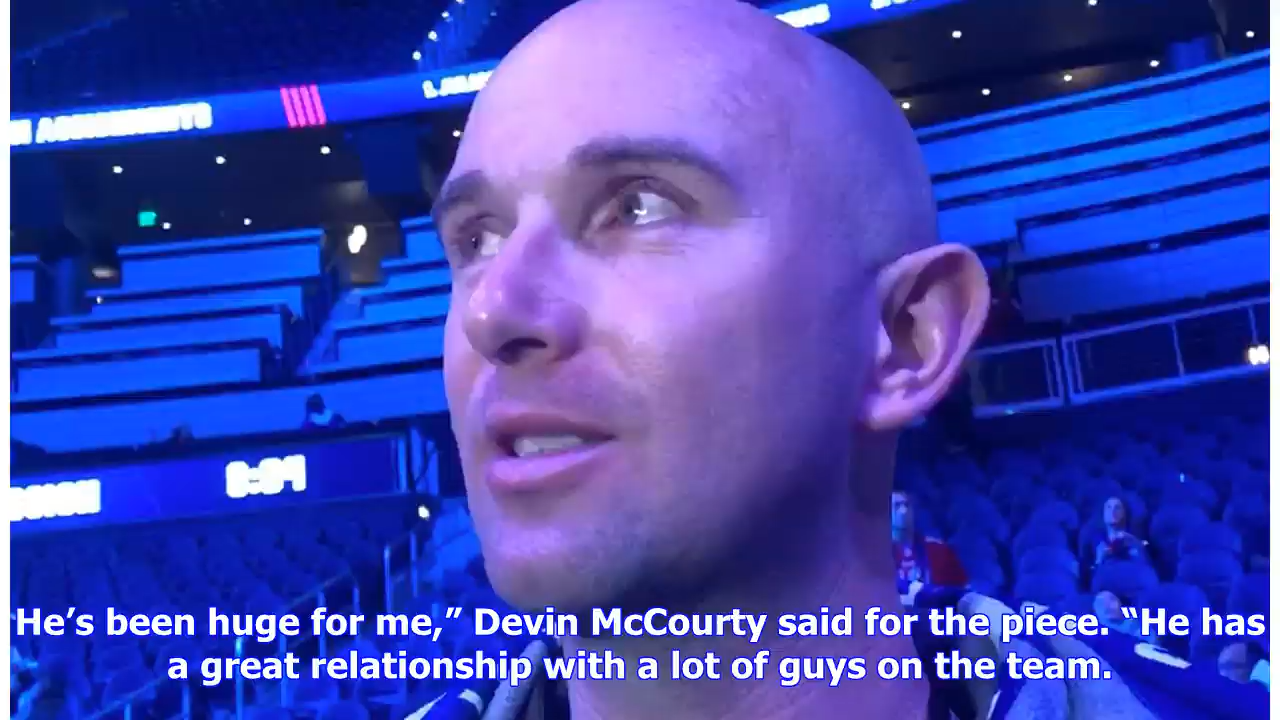 He’s been huge for me,” Devin McCourty said for the piece. “He has
a great relationship with a lot of guys on the team.